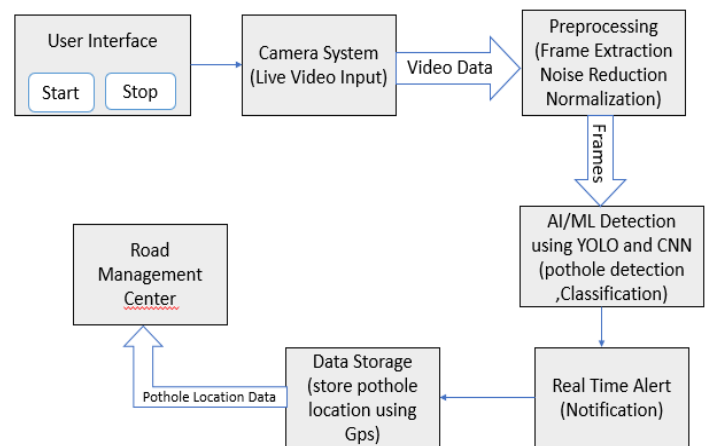 User Interface
Start
Stop
Camera System
(Live Video Input)
Video Data
Preprocessing
(Frame Extraction
Noise Reduction
Normalization)
Frames
AI/ML Detection
using YOLO and CNN
(pothole detection
,Classification)
Real Time Alert
(Notification)
Data Storage
(store pothole
location using
Gps)
Pothole Location Data
Road
Management
Center